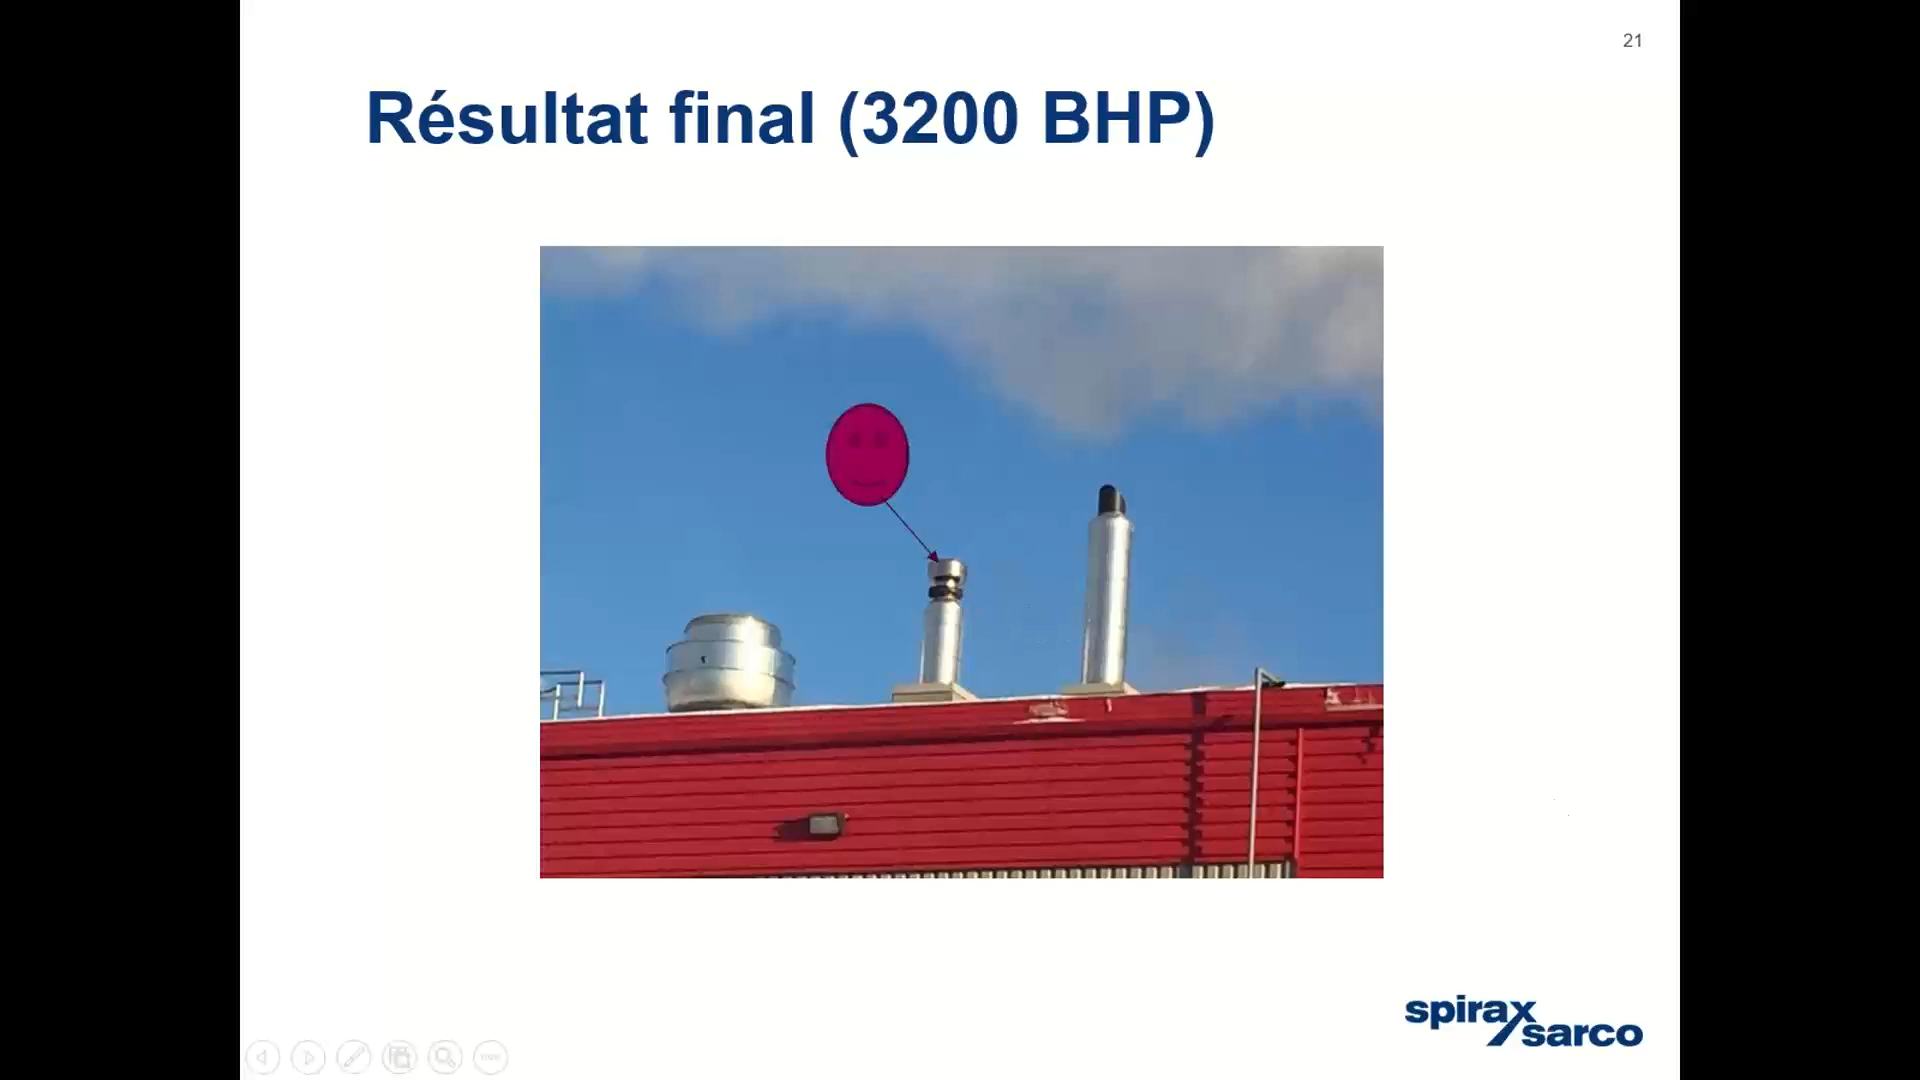 21
Résultat final (3200 BHP)
spirax
sarco